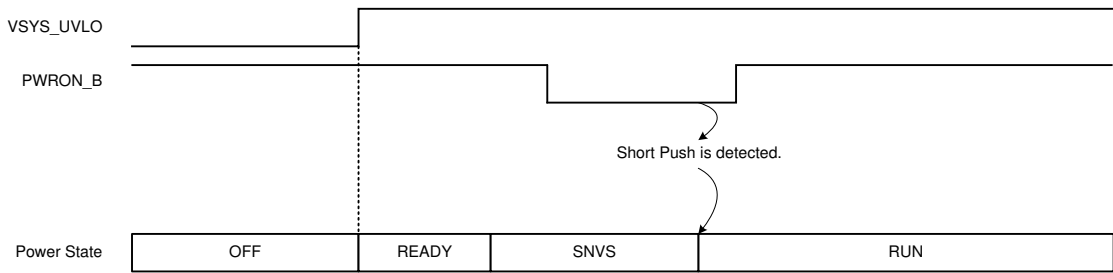 VSYS_UVLO
PWRON_B
Short Push is detected.
Power State OFF READY SNVS RUN